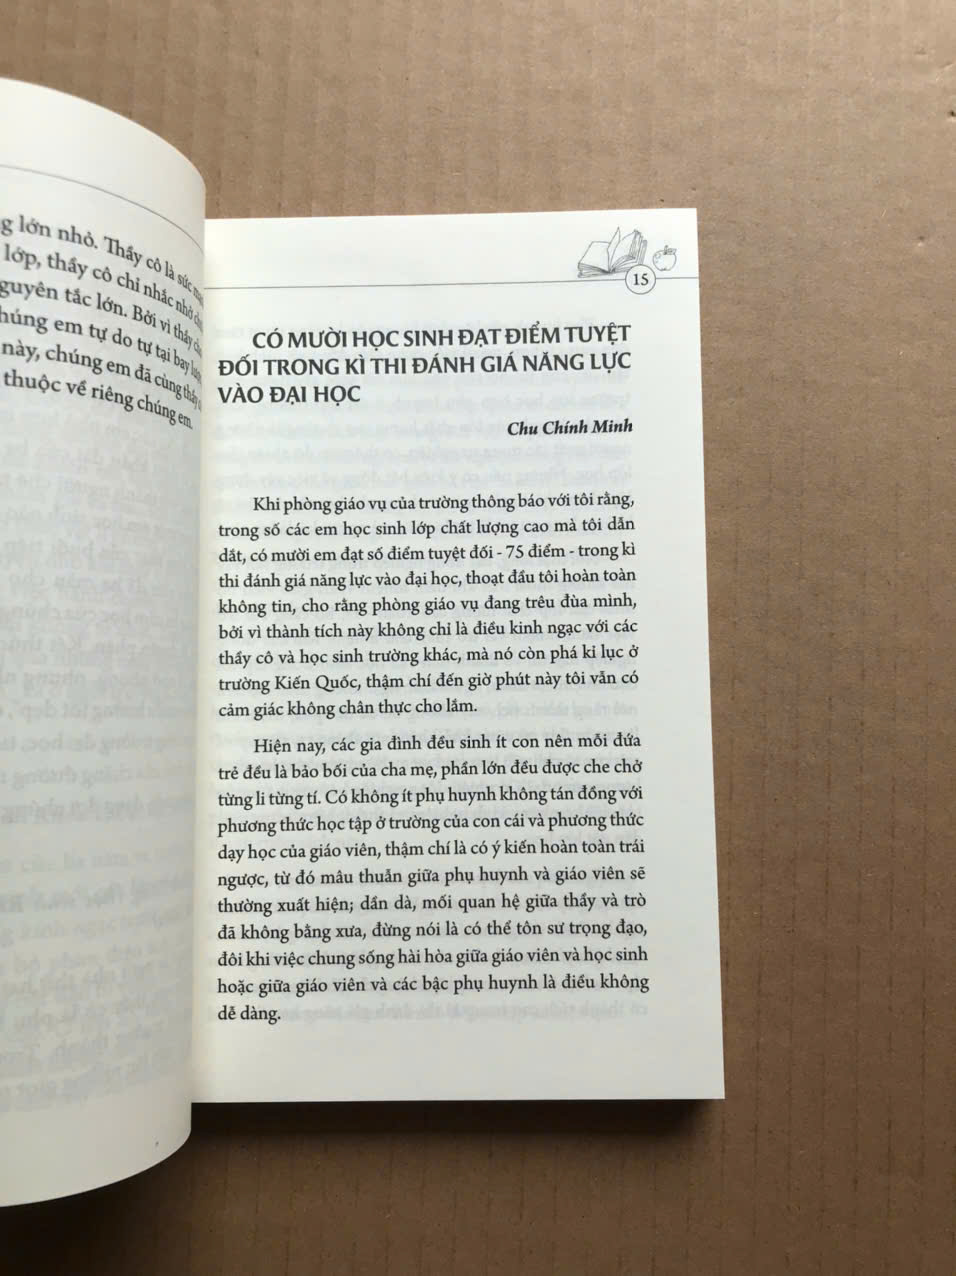 lớn nhỏ. Thầy cô là sức
lớp, thầy cô chỉ nhắc nhở
nguyên tắc lớn. Bởi vì thầy
húng em tự do tự tại bay
này, chúng em đã cùng thầy
thuộc về riêng chúng em.
15
CÓ MƯỜI HỌC SINH ĐẠT ĐIỂM TUYỆT
ĐỐI TRONG KÌ THI ĐÁNH GIÁ NĂNG LỰC
VÀO ĐẠI HỌC
Chu Chính Minh
Khi phòng giáo vụ của trường thông báo với tôi rằng,
trong số các em học sinh lớp chất lượng cao mà tôi dẫn
dắt, có mười em đạt số điểm tuyệt đối - 75 điểm - trong kì
thi đánh giá năng lực vào đại học, thoạt đầu tôi hoàn toàn
không tin, cho rằng phòng giáo vụ đang trêu đùa mình,
bởi vì thành tích này không chỉ là điều kinh ngạc với các
thầy cô và học sinh trường khác, mà nó còn phá kỉ lục ở
trường Kiến Quốc, thậm chí đến giờ phút này tôi vẫn có
cảm giác không chân thực cho lắm.
Hiện nay, các gia đình đều sinh ít con nên mỗi đứa
trẻ đều là bảo bối của cha mẹ, phần lớn đều được che chở
từng li từng tí. Có không ít phụ huynh không tán đồng với
phương thức học tập ở trường của con cái và phương thức
dạy học của giáo viên, thậm chí là có ý kiến hoàn toàn trái
ngược, từ đó mâu thuẫn giữa phụ huynh và giáo viên sẽ
thường xuất hiện; dần dà, mối quan hệ giữa thầy và trò
đã không bằng xưa, đừng nói là có thể tôn sư trọng đạo,
đôi khi việc chung sống hài hòa giữa giáo viên và học sinh
hoặc giữa giáo viên và các bậc phụ huynh là điều không
dễ dàng.